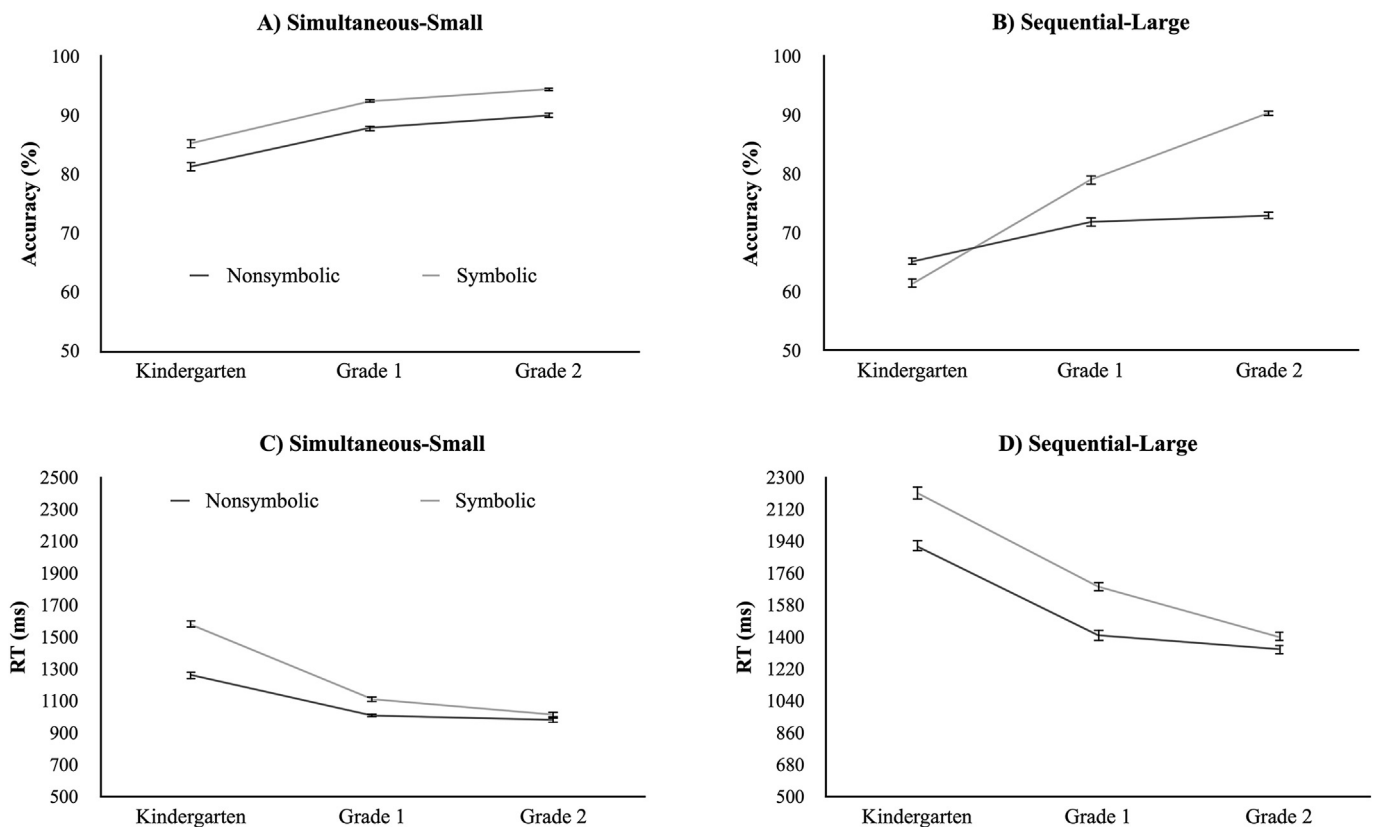 A) Simultaneous-Small
100
90
80
70
60
50
Accuracy (%)
Nonsymbolic Symbolic
Kindergarten Grade 1 Grade 2
B) Sequential-Large
100
90
80
70
60
50
Accuracy (%)
Kindergarten Grade 1 Grade 2
C) Simultaneous-Small
2500
2300
2100
1900
1700
1500
1300
1100
900
700
500
RT (ms)
Nonsymbolic Symbolic
Kindergarten Grade 1 Grade 2
D) Sequential-Large
2300
2120
1940
1760
1580
1400
1220
1040
860
680
500
RT (ms)
Kindergarten Grade 1 Grade 2